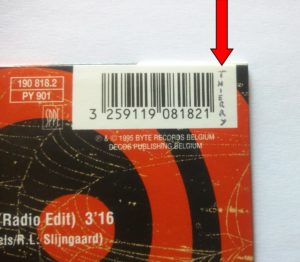 190 818.2
PY 901
THIERRY
3 259119 081821
℗ & © 1995 BYTE RECORDS BELGIUM
DECOS PUBLISHING BELGIUM
(Radio Edit) 3'16
els/R.L. Slijngaard)